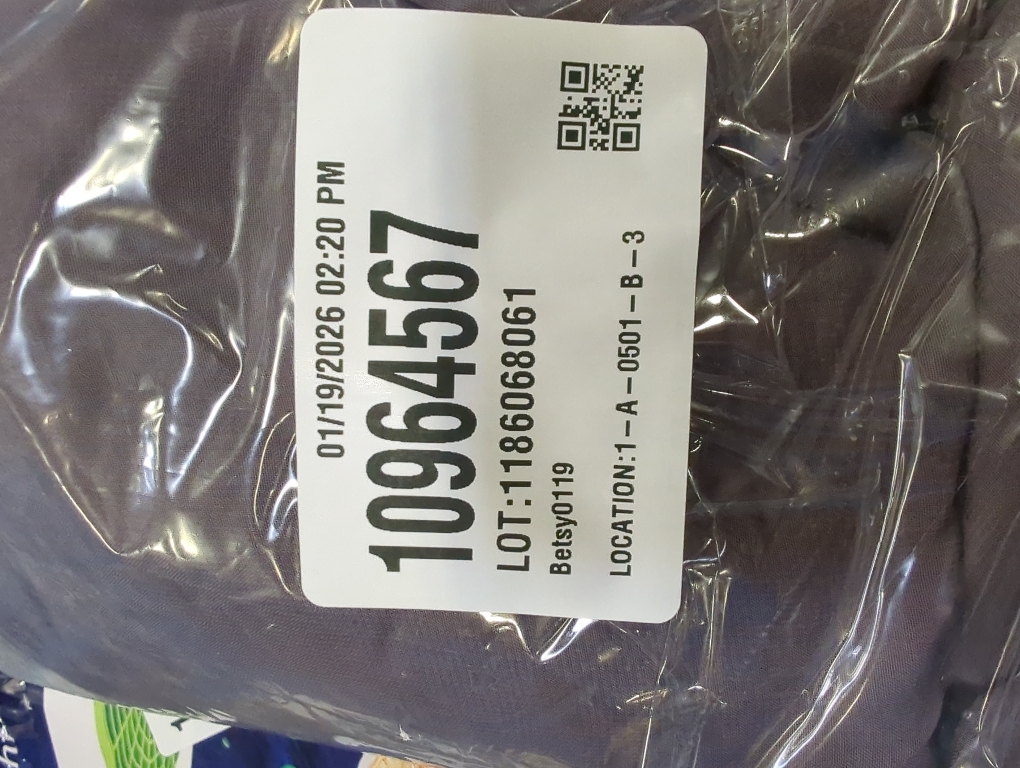 01/19/2026 02:20 PM
10964567
LOT:1186068061
Betsy0119
LOCATION:1-A-0501-B-3